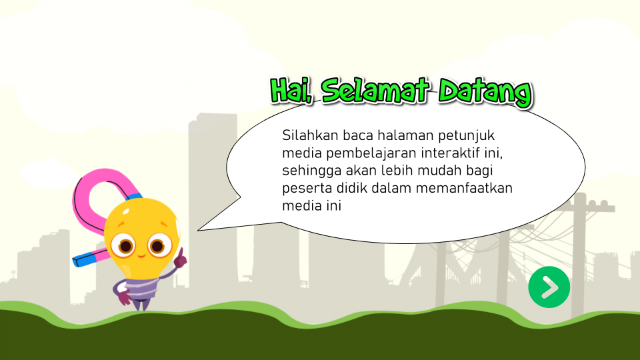 Hai, Selamat Datang
Silahkan baca halaman petunjuk
media pembelajaran interaktif ini,
sehingga akan lebih mudah bagi
peserta didik dalam memanfaatkan
media ini